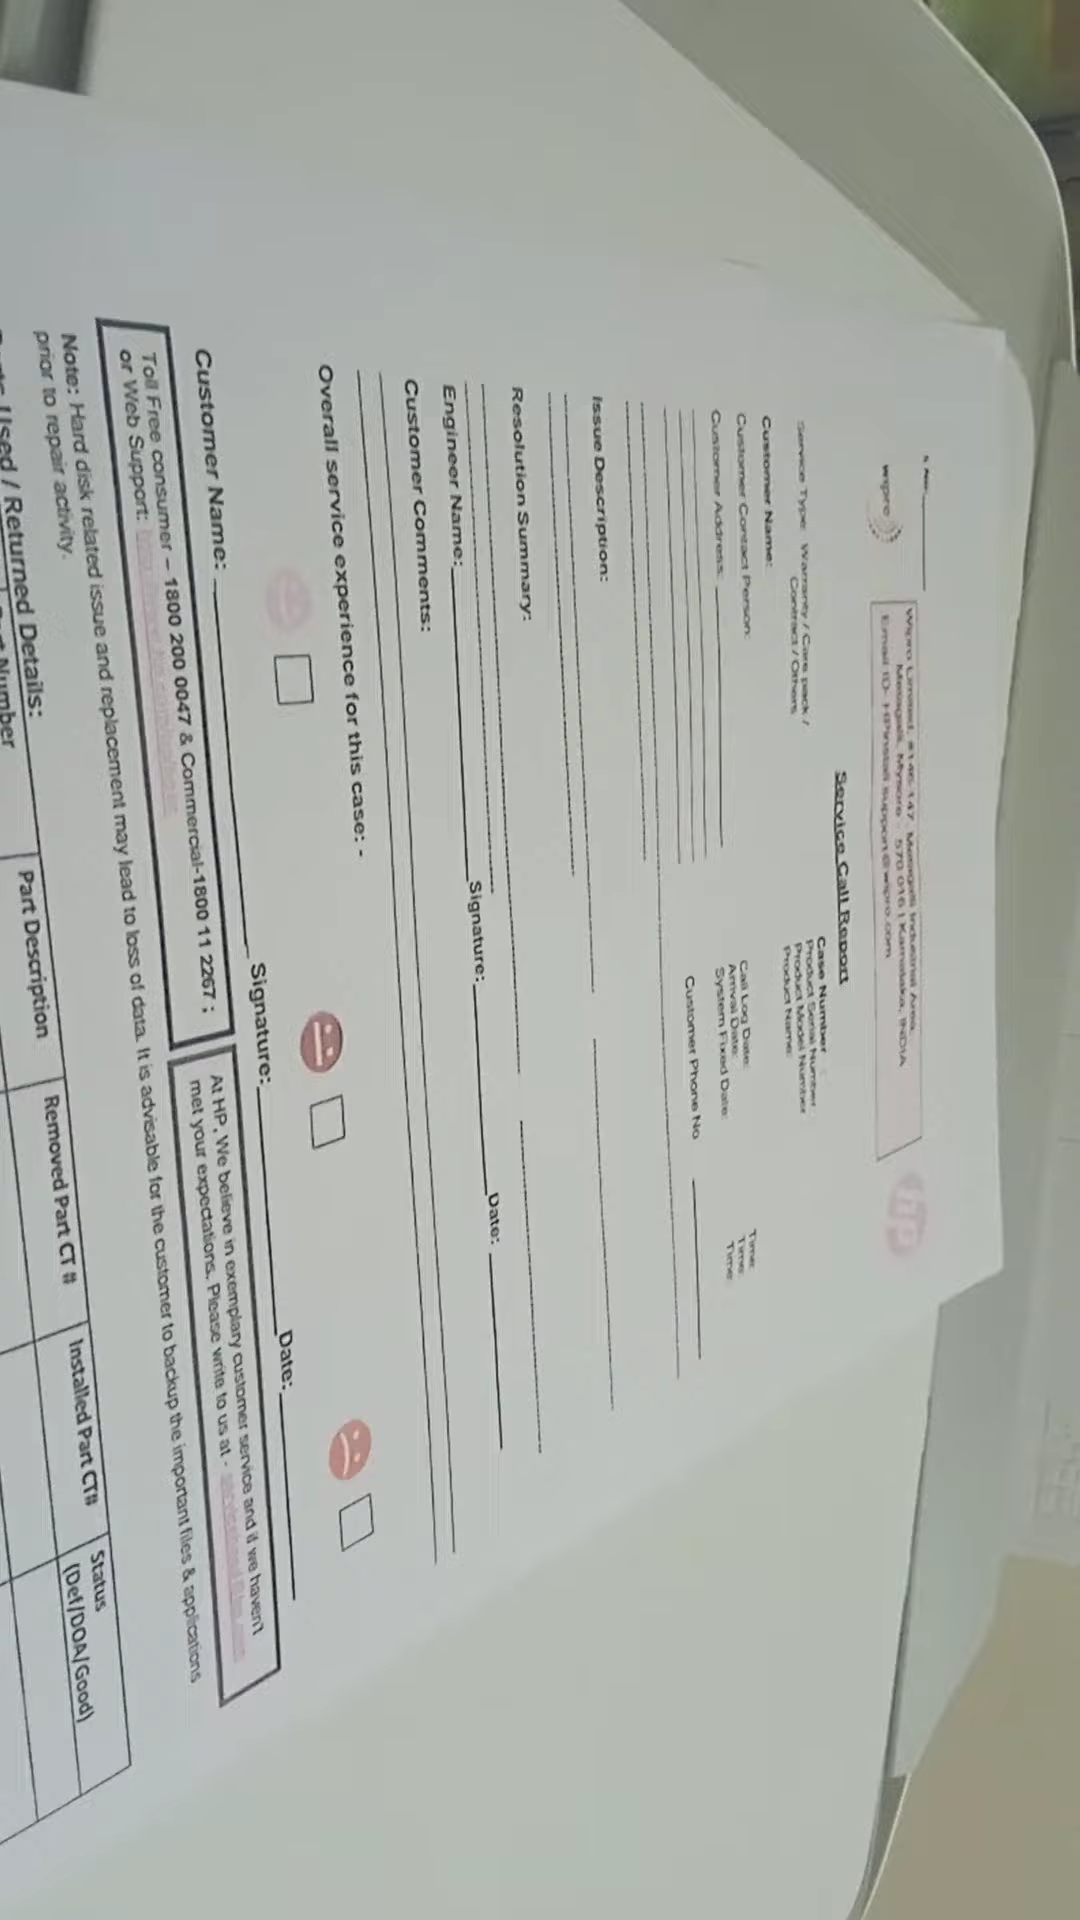 wipro
Wipro Limited, #146-147, Metagalli Industrial Area,
Metagalli, Mysore - 570 016 | Karnataka, INDIA
Email ID:- HPinstall.support@wipro.com
hp
Service Call Report
Service Type: Warranty / Care pack /
Contract / Others
Case Number
Product Serial Number
Product Model Number
Product Name:
Customer Name:
Customer Contact Person:
Customer Address:
Call Log Date: Time:
Arrival Date: Time:
System Fixed Date: Time:
Customer Phone No
Issue Description:
Resolution Summary:
Engineer Name: Signature: Date:
Customer Comments:
Overall service experience for this case: -
Customer Name: Signature: Date:
Toll Free consumer – 1800 200 0047 & Commercial-1800 11 2267 ;
or Web Support:
At HP, We believe in exemplary customer service and if we haven't
met your expectations. Please write to us at -
Note: Hard disk related issue and replacement may lead to loss of data. It is advisable for the customer to backup the important files & applications
prior to repair activity.
Used / Returned Details:
Number
Part Description
Removed Part CT #
Installed Part CT#
Status
(Def/DOA/Good)